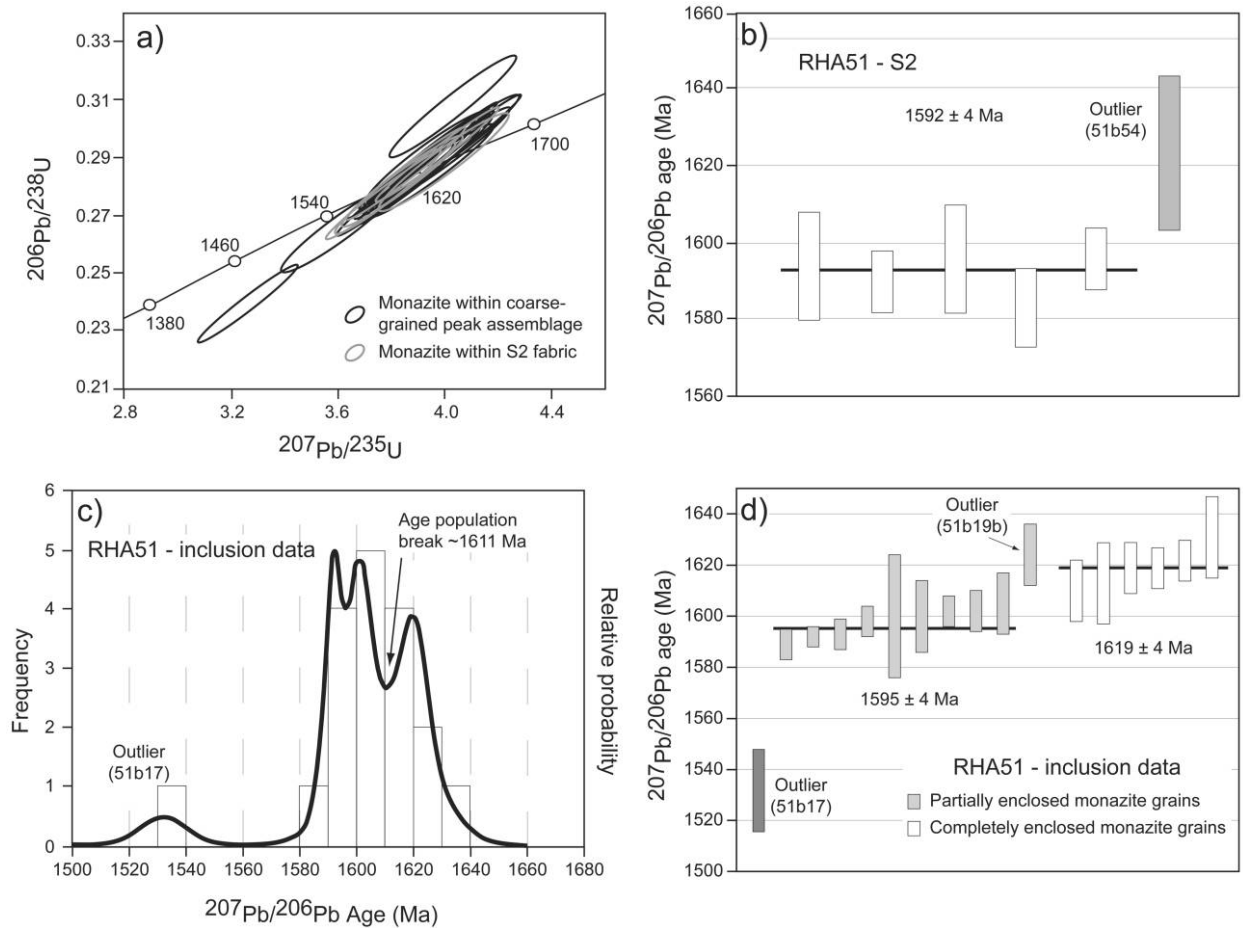 a)
0.33
0.31
0.29
0.27
0.25
0.23
0.21
206Pb/238U
1380
1460
1540
1620
1700
Monazite within coarse-
grained peak assemblage
Monazite within S2 fabric
2.8
3.2
3.6
4.0
4.4
207Pb/235U
b)
1660
1640
1620
1600
1580
1560
207Pb/206Pb age (Ma)
RHA51 - S2
1592 ± 4 Ma
Outlier
(51b54)
c)
6
5
4
3
2
1
0
Frequency
RHA51 - inclusion data
Age population
break ~1611 Ma
Outlier
(51b17)
Relative probability
1500
1520
1540
1560
1580
1600
1620
1640
1660
1680
207Pb/206Pb Age (Ma)
d)
1640
1620
1600
1580
1560
1540
1520
1500
207Pb/206Pb age (Ma)
Outlier
(51b19b)
1619 ± 4 Ma
1595 ± 4 Ma
Outlier
(51b17)
RHA51 - inclusion data
Partially enclosed monazite grains
Completely enclosed monazite grains